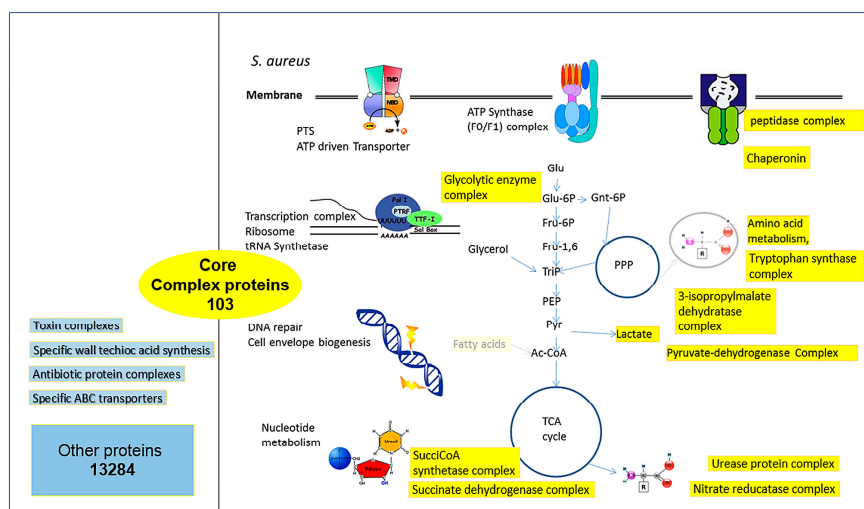 S. aureus
Membrane
TMD
NBD
ATP
ADP
PTS
ATP driven Transporter
ATP Synthase
(F0/F1) complex
peptidase complex
Chaperonin
Glycolytic enzyme
complex
Glu
Glu-6P
Gnt-6P
Fru-6P
Fru-1,6
Glycerol
TriP
PPP
PEP
Pyr
Lactate
Fatty acids
Ac-CoA
TCA
cycle
Pol I
PTRF
TTF-I
UUUUUU
AAAAAA
Sal Box
Transcription complex
Ribosome
tRNA Synthetase
R
Amino acid
metabolism,
Tryptophan synthase
complex
3-isopropylmalate
dehydratase
complex
Pyruvate-dehydrogenase Complex
Core
Complex proteins
103
DNA repair
Cell envelope biogenesis
Toxin complexes
Specific wall techioc acid synthesis
Antibiotic protein complexes
Specific ABC transporters
Other proteins
13284
Nucleotide
metabolism
Uracil
Ribose
OH
SucciCoA
synthetase complex
Succinate dehydrogenase complex
R
Urease protein complex
Nitrate reducatase complex